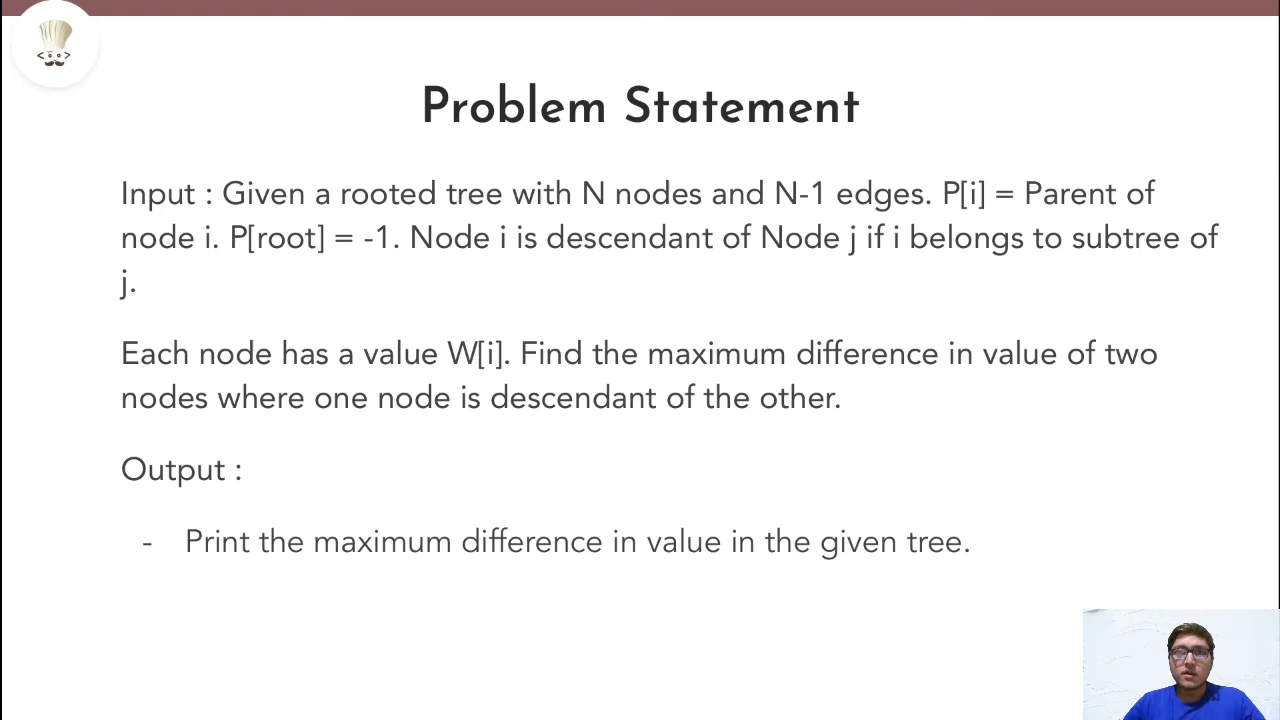 Problem Statement
Input : Given a rooted tree with N nodes and N-1 edges. P[i] = Parent of
node i. P[root] = -1. Node i is descendant of Node j if i belongs to subtree of
j.
Each node has a value W[i]. Find the maximum difference in value of two
nodes where one node is descendant of the other.
Output :
- Print the maximum difference in value in the given tree.